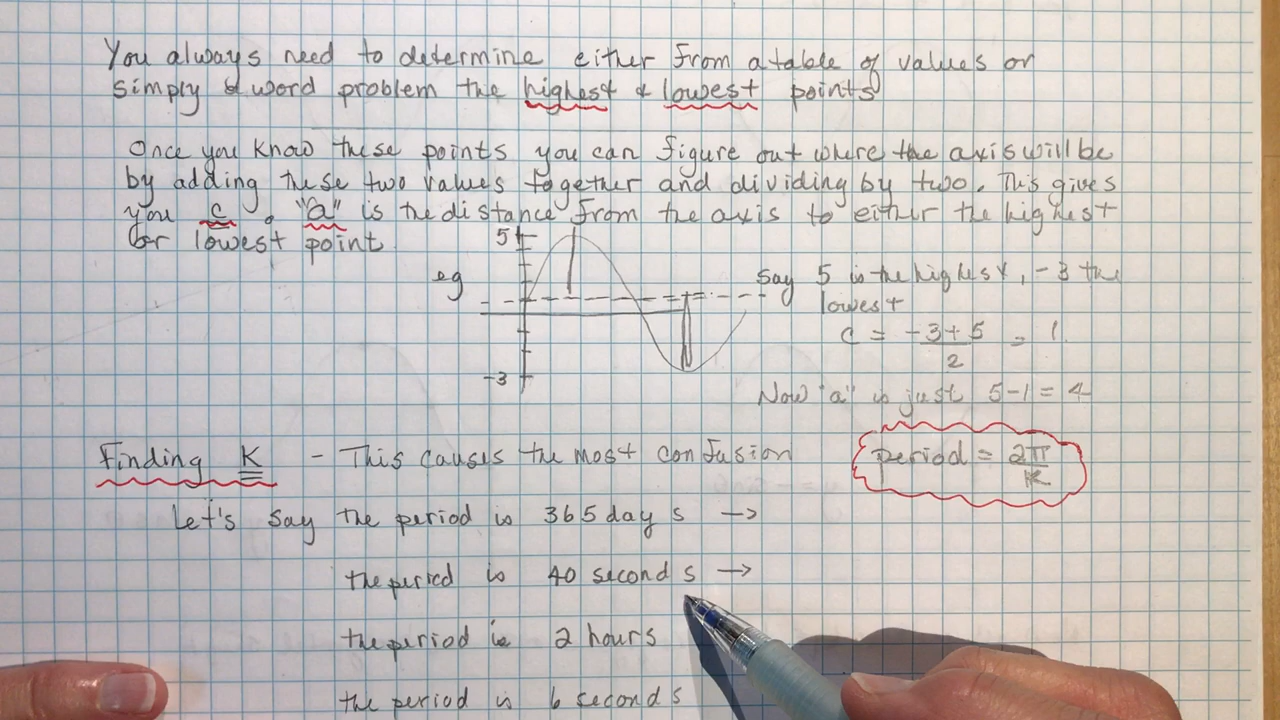 You always need to determine either from a table of values or
simply a word problem the highest & lowest points
Once you know these points you can figure out where the axis will be
by adding these two values together and dividing by two. This gives
you c. "a" is the distance from the axis to either the highest
or lowest point
5
eg
say 5 is the highest, -3 the
lowest
c = -3+5 / 2 = 1.
-3
Now "a" is just 5-1 = 4
Finding K - This causes the most confusion
period = 2π/K
Let's say the period is 365 days →
the period is 40 seconds →
the period is 2 hours
the period is 6 seconds